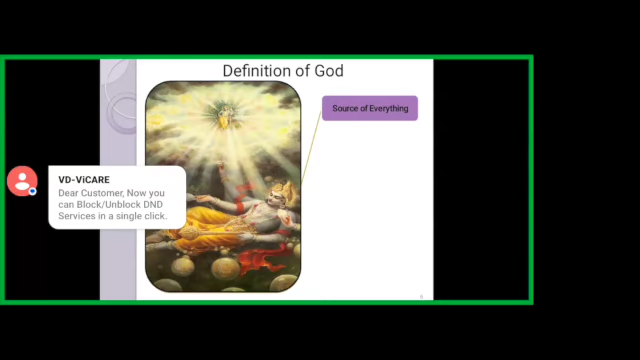 Definition of God
Source of Everything
VD-ViCARE
Dear Customer, Now you
can Block/Unblock DND
Services in a single click.